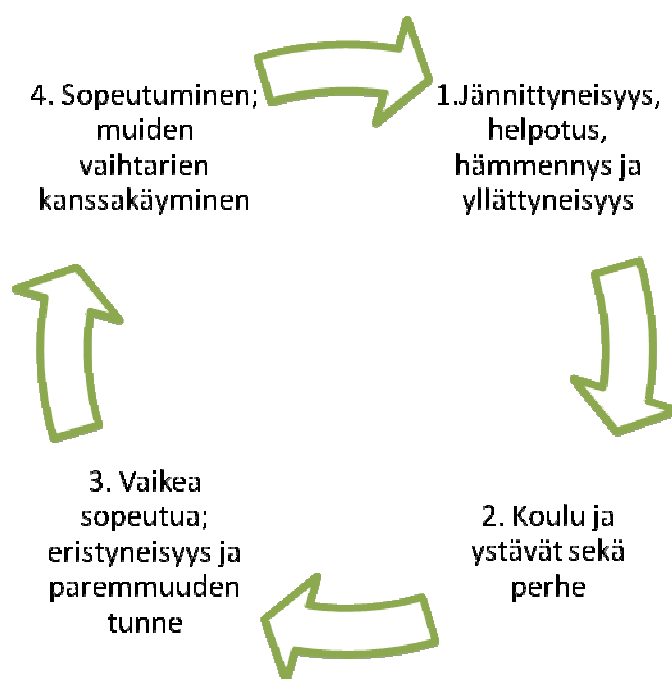 1.Jännittyneisyys,
helpotus,
hämmennys ja
yllättyneisyys
2. Koulu ja
ystävät sekä
perhe
3. Vaikea
sopeutua;
eristyneisyys ja
paremmuuden
tunne
4. Sopeutuminen;
muiden
vaihtarien
kanssakäyminen